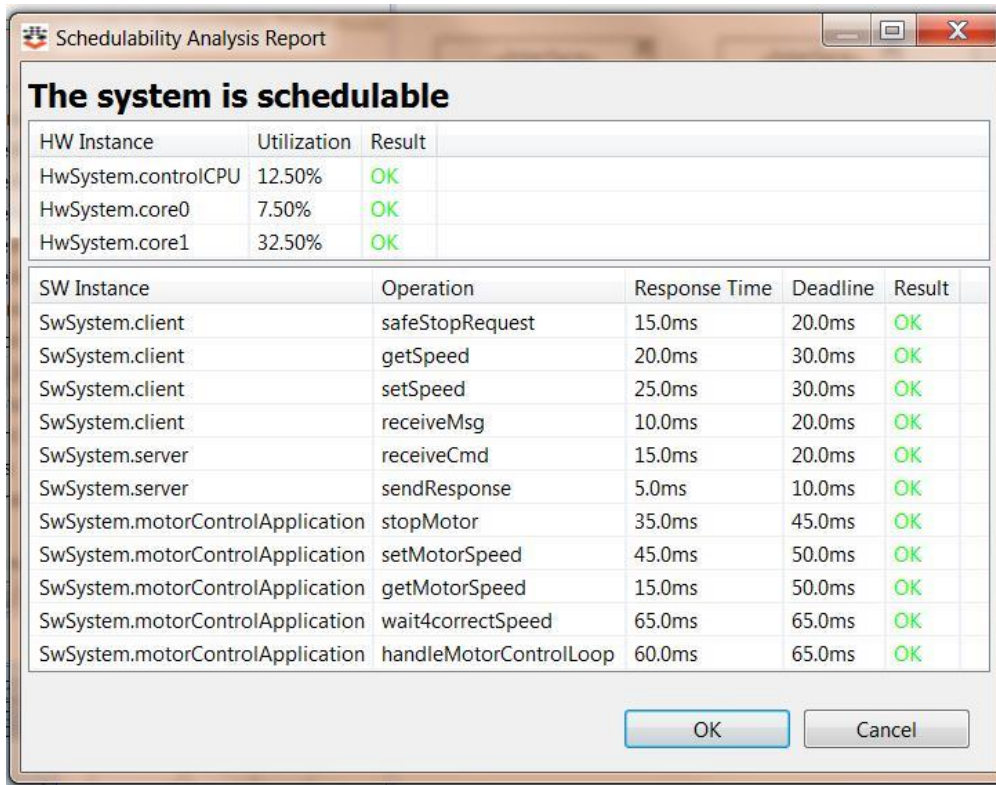 Schedulability Analysis Report
The system is schedulable
HW Instance Utilization Result
HwSystem.controlCPU 12.50% OK
HwSystem.core0 7.50% OK
HwSystem.core1 32.50% OK
SW Instance Operation Response Time Deadline Result
SwSystem.client safeStopRequest 15.0ms 20.0ms OK
SwSystem.client getSpeed 20.0ms 30.0ms OK
SwSystem.client setSpeed 25.0ms 30.0ms OK
SwSystem.client receiveMsg 10.0ms 20.0ms OK
SwSystem.server receiveCmd 15.0ms 20.0ms OK
SwSystem.server sendResponse 5.0ms 10.0ms OK
SwSystem.motorControlApplication stopMotor 35.0ms 45.0ms OK
SwSystem.motorControlApplication setMotorSpeed 45.0ms 50.0ms OK
SwSystem.motorControlApplication getMotorSpeed 15.0ms 50.0ms OK
SwSystem.motorControlApplication wait4correctSpeed 65.0ms 65.0ms OK
SwSystem.motorControlApplication handleMotorControlLoop 60.0ms 65.0ms OK
OK Cancel